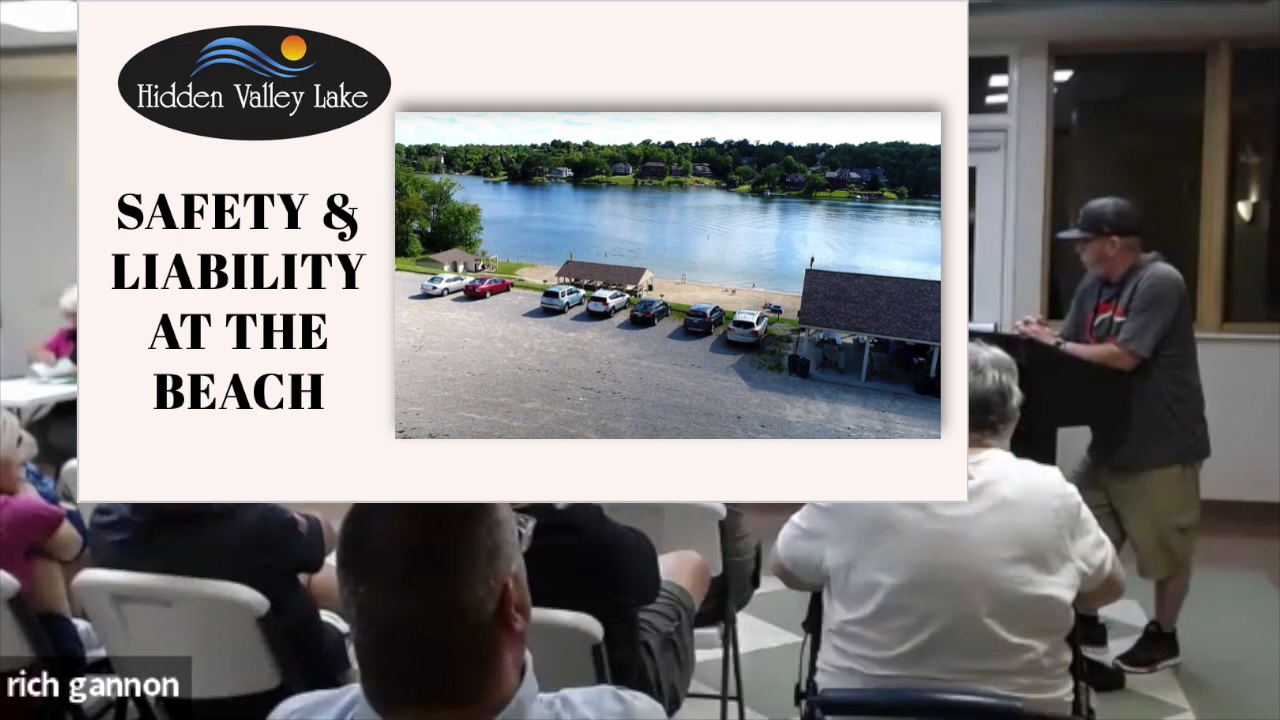 Hidden Valley Lake
SAFETY &
LIABILITY
AT THE
BEACH
rich gannon